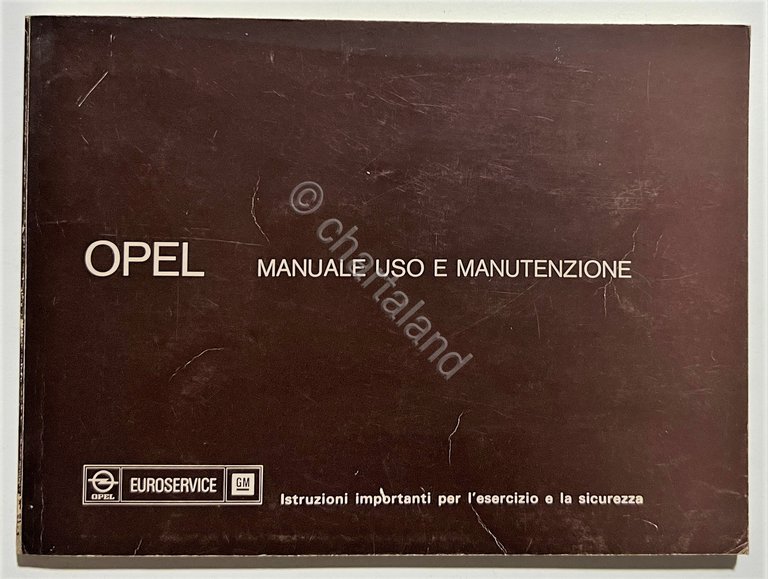 OPEL MANUALE USO E MANUTENZIONE
© chartaland
OPEL EUROSERVICE GM
Istruzioni importanti per l'esercizio e la sicurezza